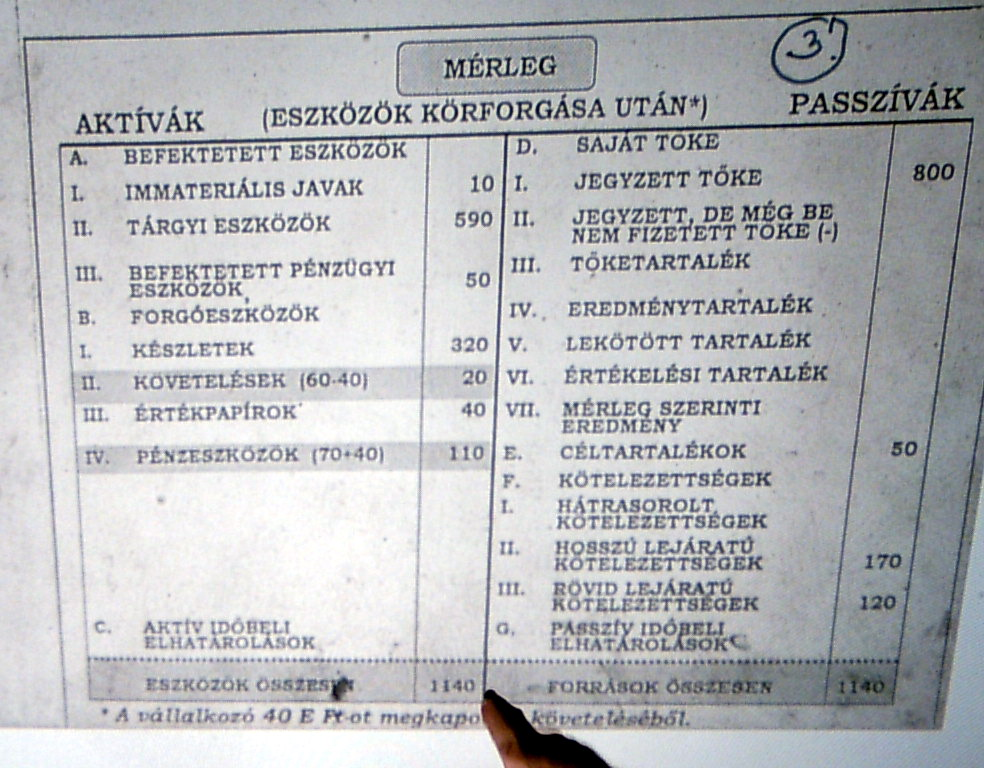 3.
MÉRLEG
AKTÍVÁK (ESZKÖZÖK KÖRFORGÁSA UTÁN*) PASSZÍVÁK
A. BEFEKTETETT ESZKÖZÖK
I. IMMATERIÁLIS JAVAK 10
II. TÁRGYI ESZKÖZÖK 590
III. BEFEKTETETT PÉNZÜGYI
ESZKÖZÖK 50
B. FORGÓESZKÖZÖK
I. KÉSZLETEK 320
II. KÖVETELÉSEK (60-40) 20
III. ÉRTÉKPAPÍROK 40
IV. PÉNZESZKÖZÖK (70+40) 110
C. AKTÍV IDŐBELI
ELHATÁROLÁSOK
ESZKÖZÖK ÖSSZESEN 1140
D. SAJÁT TŐKE
I. JEGYZETT TŐKE 800
II. JEGYZETT, DE MÉG BE
NEM FIZETETT TŐKE (-)
III. TŐKETARTALÉK
IV. EREDMÉNYTARTALÉK
V. LEKÖTÖTT TARTALÉK
VI. ÉRTÉKELÉSI TARTALÉK
VII. MÉRLEG SZERINTI
EREDMÉNY
E. CÉLTARTALÉKOK 50
F. KÖTELEZETTSÉGEK
I. HÁTRASOROLT
KÖTELEZETTSÉGEK
II. HOSSZÚ LEJÁRATÚ
KÖTELEZETTSÉGEK 170
III. RÖVID LEJÁRATÚ
KÖTELEZETTSÉGEK 120
G. PASSZÍV IDŐBELI
ELHATÁROLÁSOK
FORRÁSOK ÖSSZESEN 1140
* A vállalkozó 40 E Ft-ot megkapo követeléséből.